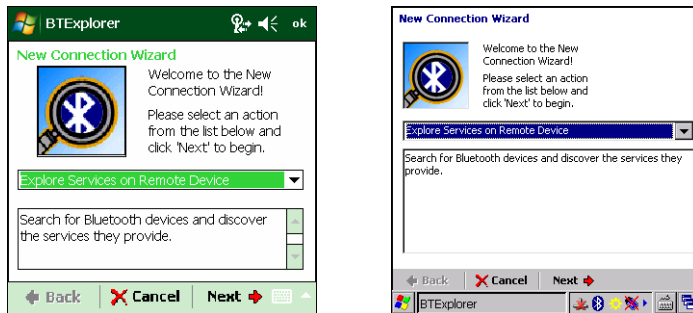 BTExplorer
ok
New Connection Wizard
Welcome to the New
Connection Wizard!
Please select an action
from the list below and
click 'Next' to begin.
Explore Services on Remote Device
Search for Bluetooth devices and discover
the services they provide.
Back
Cancel
Next
New Connection Wizard
Welcome to the New
Connection Wizard!
Please select an action
from the list below and
click 'Next' to begin.
Explore Services on Remote Device
Search for Bluetooth devices and discover the services they
provide.
Back
Cancel
Next
BTExplorer